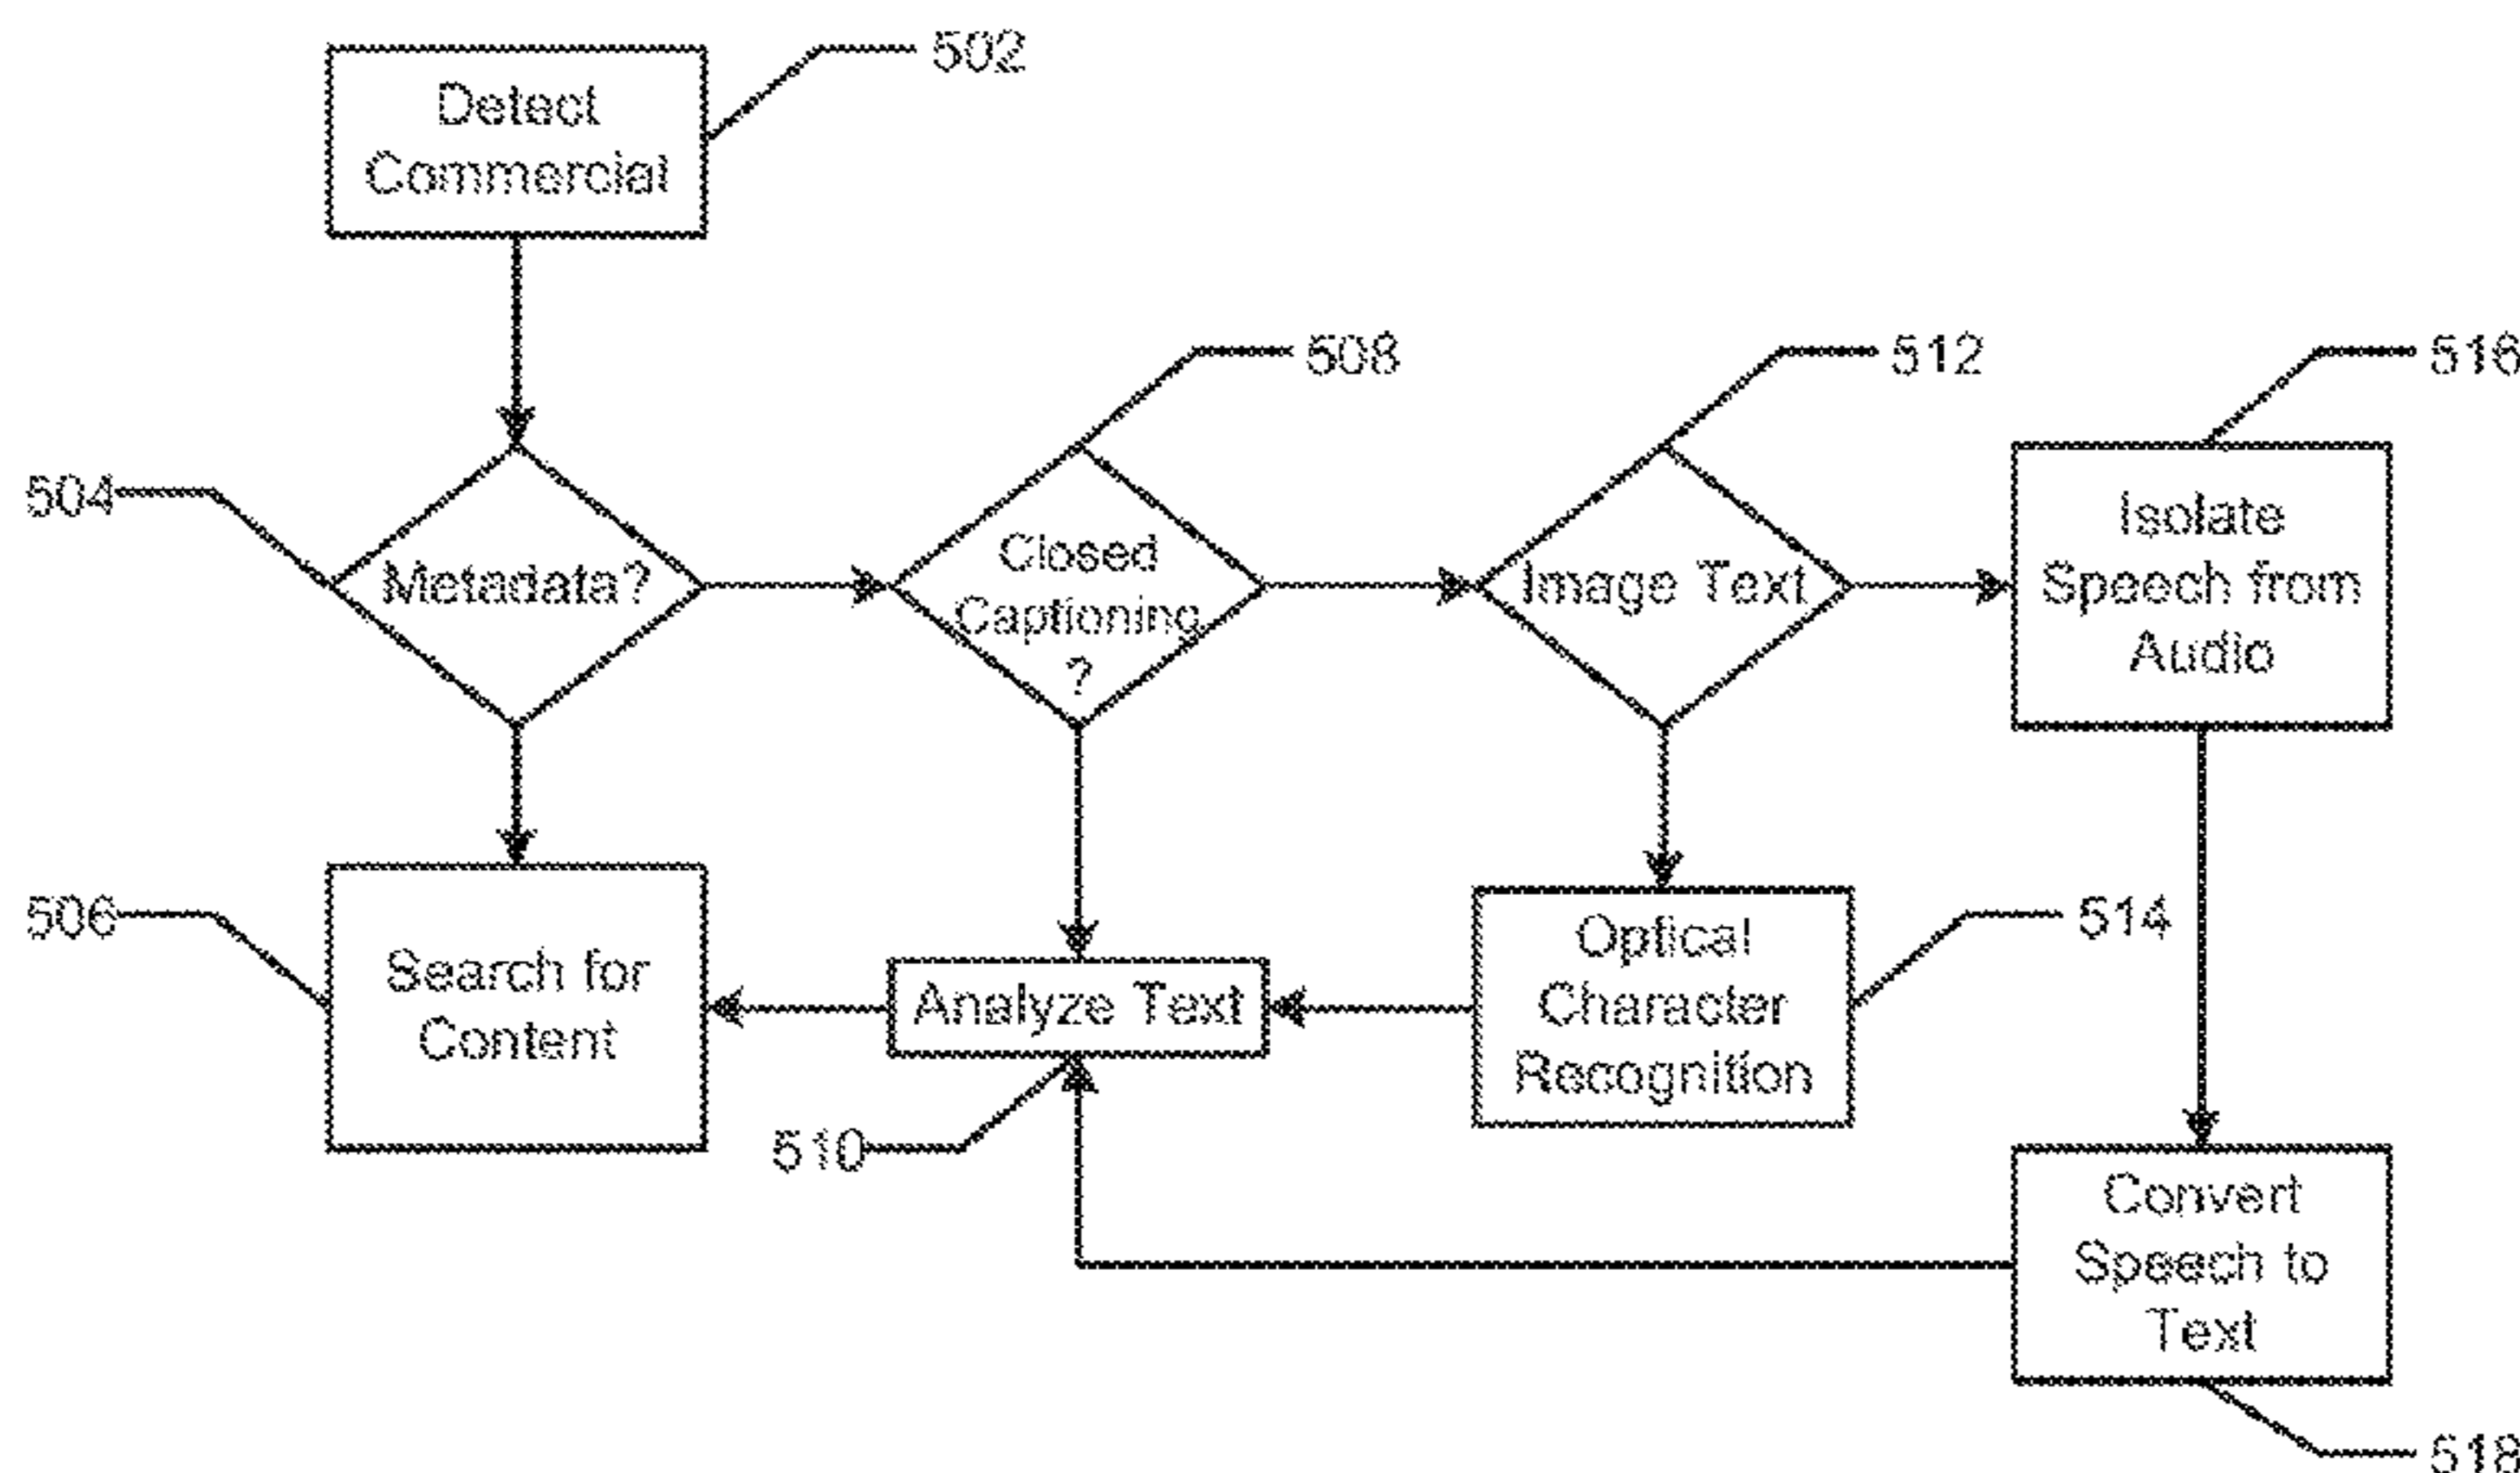 502
Detect
Commercial
508
512
516
504
Metadata?
Closed
Captioning
?
Image Text
Isolate
Speech from
Audio
506
Search for
Content
Analyze Text
Optical
Character
Recognition
514
510
Convert
Speech to
Text
518